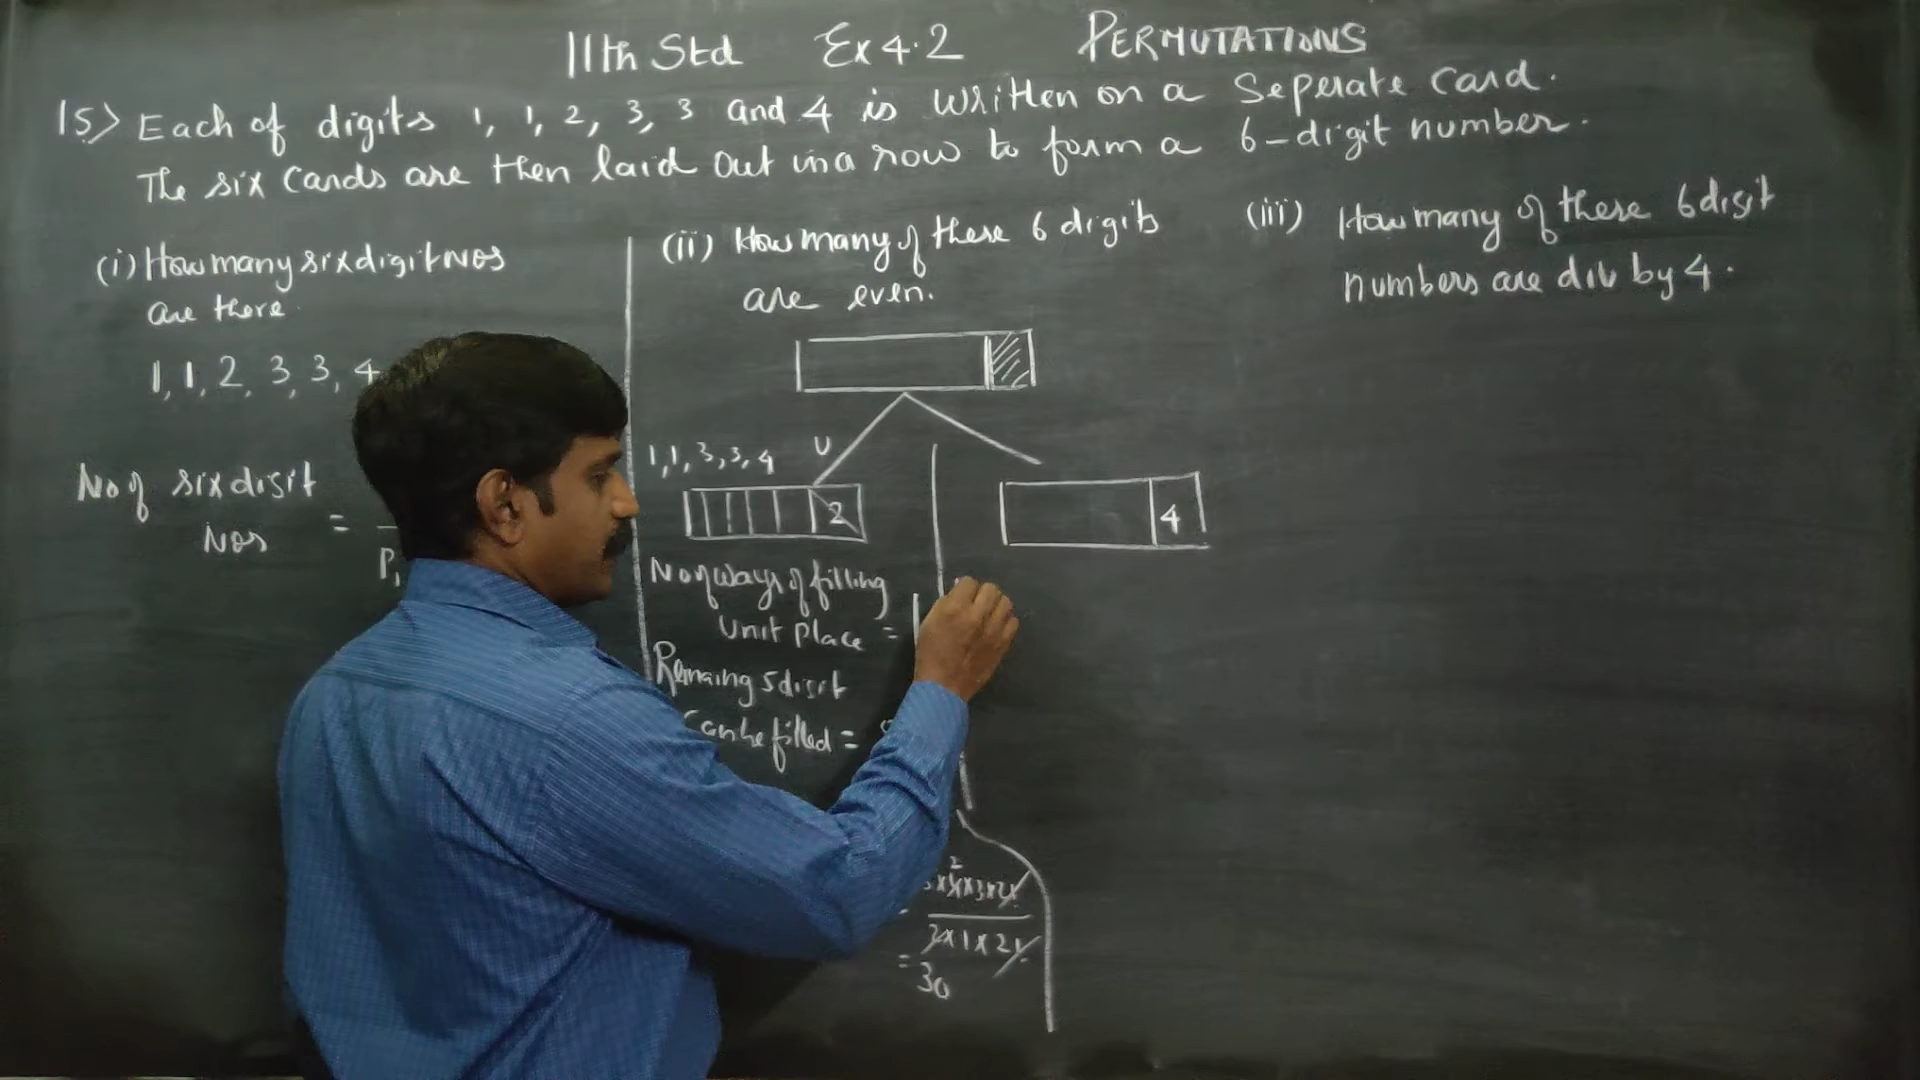 11th Std Ex 4.2 PERMUTATIONS
15) Each of digits 1, 1, 2, 3, 3 and 4 is written on a Seperate Card.
The six Cards are then laid out in a row to form a 6-digit number.
(i) How many six digit Nos
are there.
1, 1, 2, 3, 3, 4
No of six digit
Nos =
P1
(ii) How many of these 6 digits
are even.
1, 1, 3, 3, 4 U
2
4
No of ways of filling
Unit place =
Remaing 5 digit
can be filled =
2
x4x3x2x
=
2x1x2x
= 30
(iii) How many of these 6 digit
numbers are div by 4.